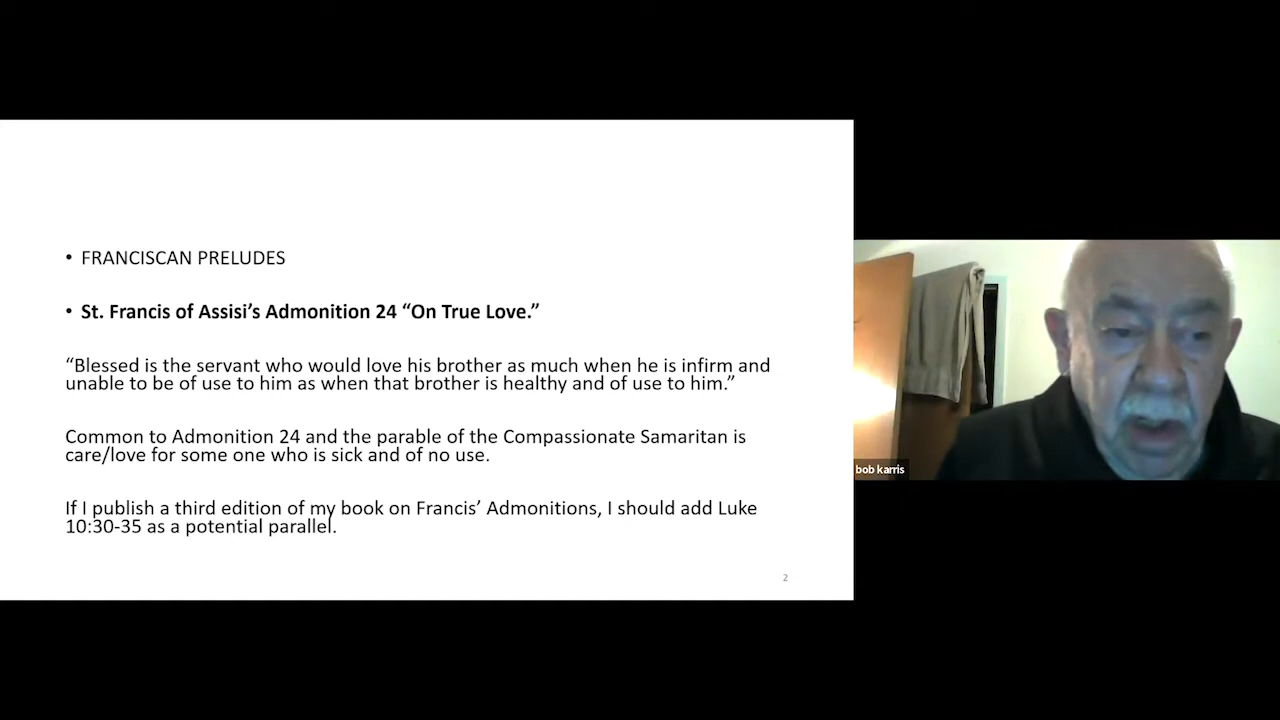 • FRANCISCAN PRELUDES
• St. Francis of Assisi’s Admonition 24 “On True Love.”
“Blessed is the servant who would love his brother as much when he is infirm and
unable to be of use to him as when that brother is healthy and of use to him.”
Common to Admonition 24 and the parable of the Compassionate Samaritan is
care/love for some one who is sick and of no use.
If I publish a third edition of my book on Francis’ Admonitions, I should add Luke
10:30-35 as a potential parallel.
2
bob karris